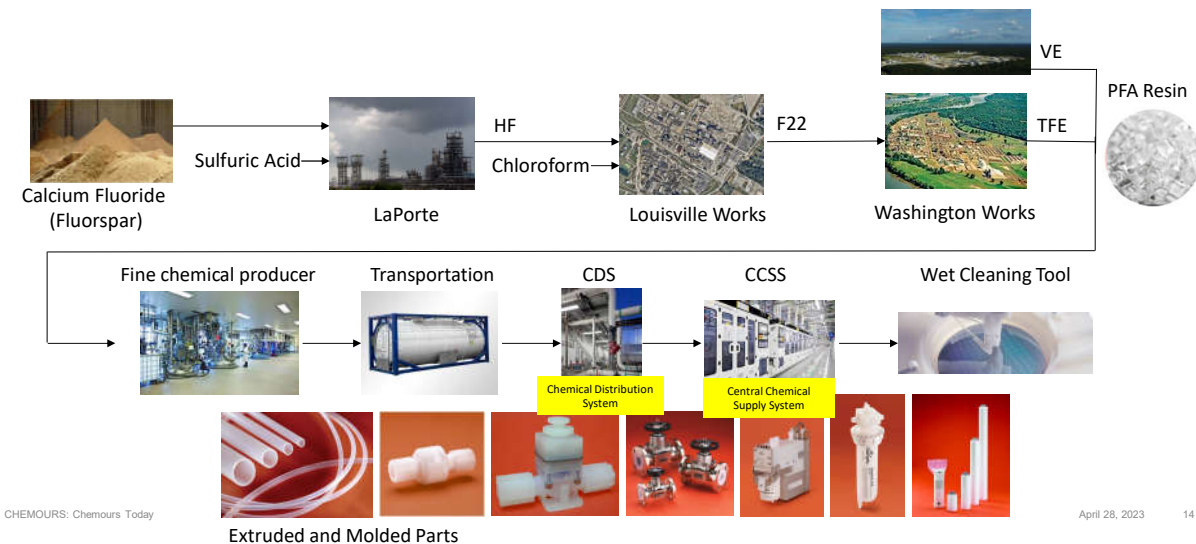 VE
PFA Resin
HF
F22
TFE
Sulfuric Acid
Chloroform
Calcium Fluoride
(Fluorspar)
LaPorte
Louisville Works
Washington Works
Fine chemical producer
Transportation
CDS
CCSS
Wet Cleaning Tool
Chemical Distribution
System
Central Chemical
Supply System
CHEMOURS: Chemours Today
April 28, 2023
14
Extruded and Molded Parts